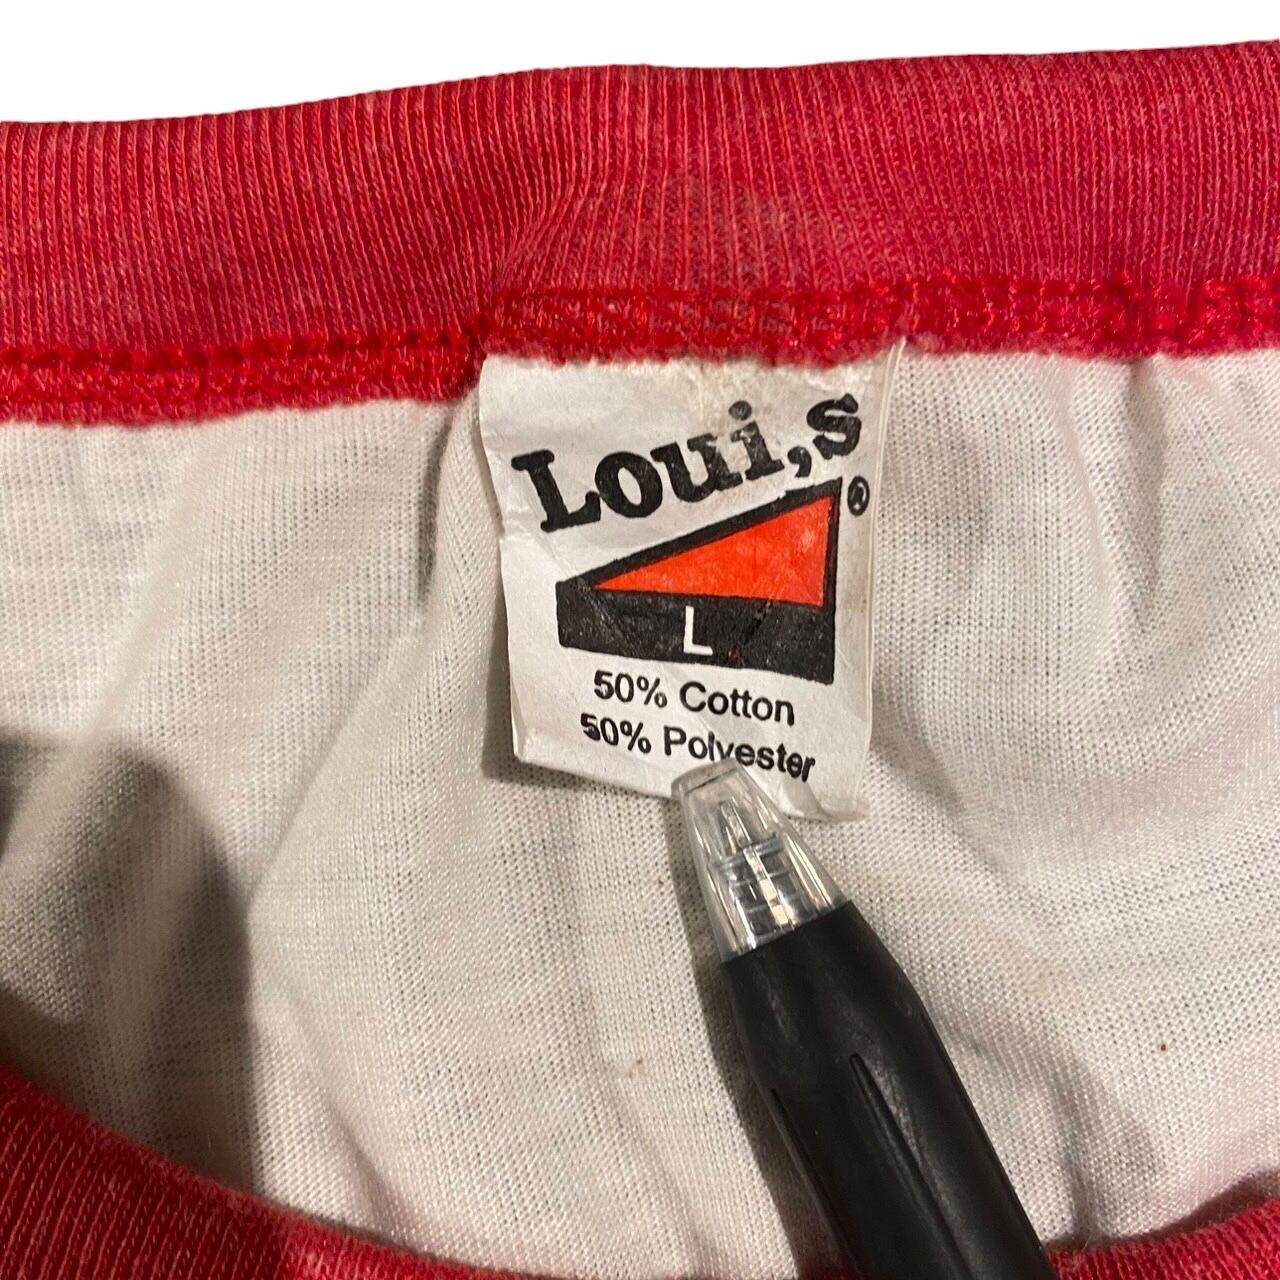 Loui,s
®
L
50% Cotton
50% Polyester